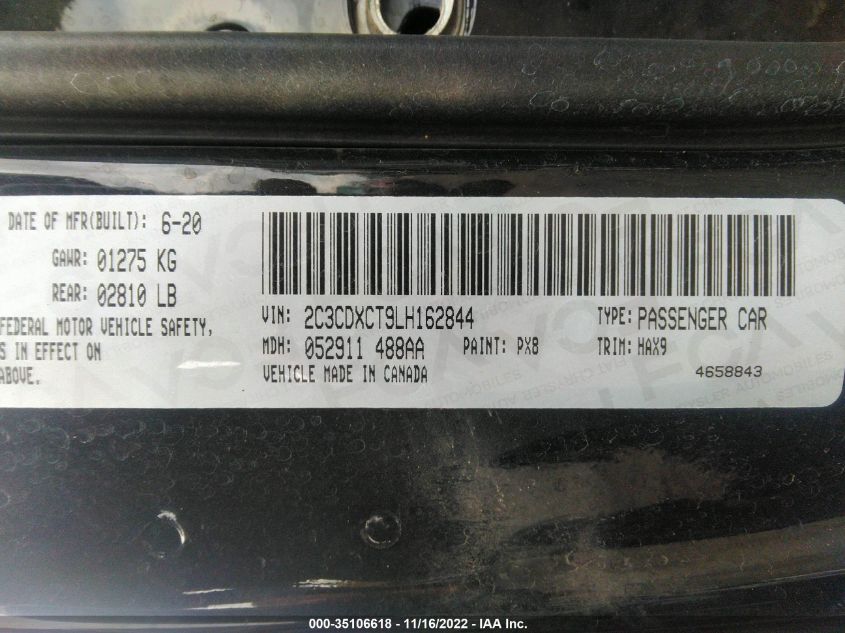 DATE OF MFR(BUILT): 6-20
GAWR: 01275 KG
REAR: 02810 LB
FEDERAL MOTOR VEHICLE SAFETY,
S IN EFFECT ON
ABOVE.
VIN: 2C3CDXCT9LH162844 TYPE: PASSENGER CAR
MDH: 052911 488AA PAINT: PX8 TRIM: HAX9
VEHICLE MADE IN CANADA 4658843
000-35106618 - 11/16/2022 - IAA Inc.